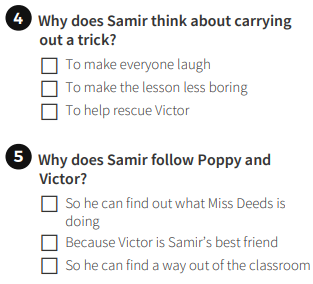 4 Why does Samir think about carrying
out a trick?
To make everyone laugh
To make the lesson less boring
To help rescue Victor
5 Why does Samir follow Poppy and
Victor?
So he can find out what Miss Deeds is
doing
Because Victor is Samir's best friend
So he can find a way out of the classroom